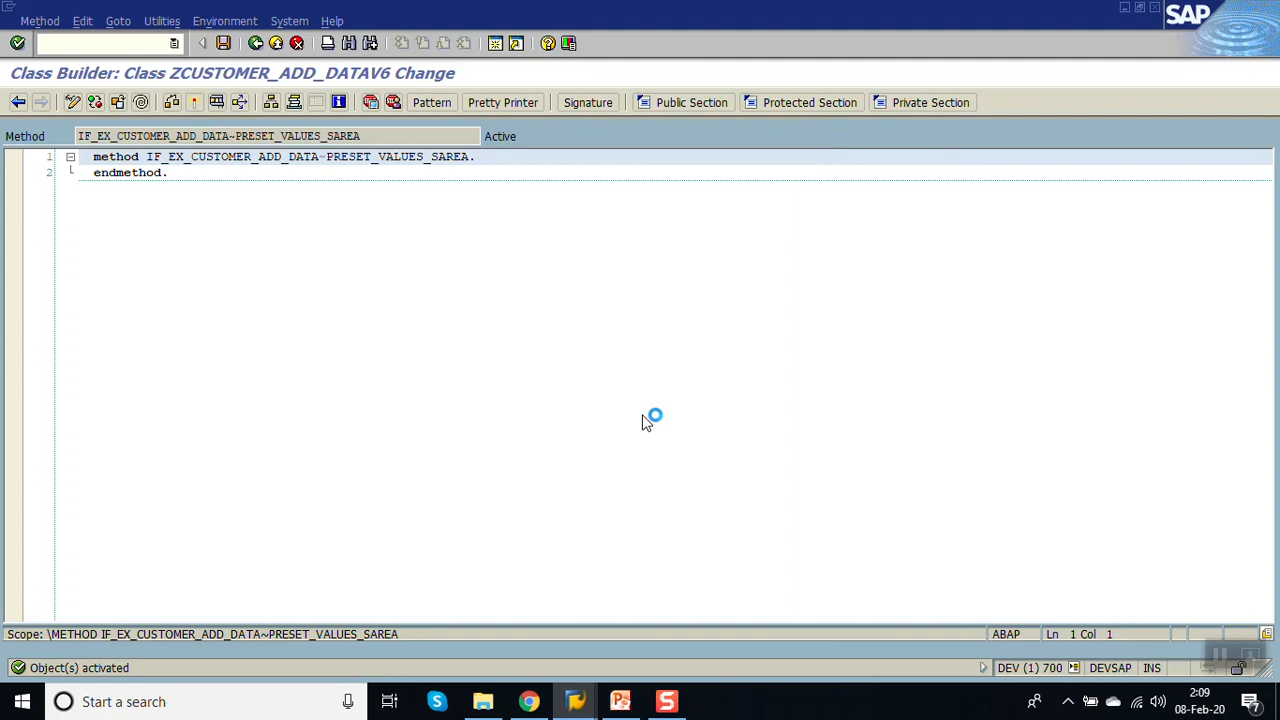 Method Edit Goto Utilities Environment System Help
SAP
Class Builder: Class ZCUSTOMER_ADD_DATAV6 Change
Pattern Pretty Printer Signature Public Section Protected Section Private Section
Method IF_EX_CUSTOMER_ADD_DATA~PRESET_VALUES_SAREA Active
1 method IF_EX_CUSTOMER_ADD_DATA~PRESET_VALUES_SAREA.
2 endmethod.
Scope: \METHOD IF_EX_CUSTOMER_ADD_DATA~PRESET_VALUES_SAREA ABAP Ln 1 Col 1
Object(s) activated DEV (1) 700 DEVSAP INS
Start a search
2:09
08-Feb-20
7